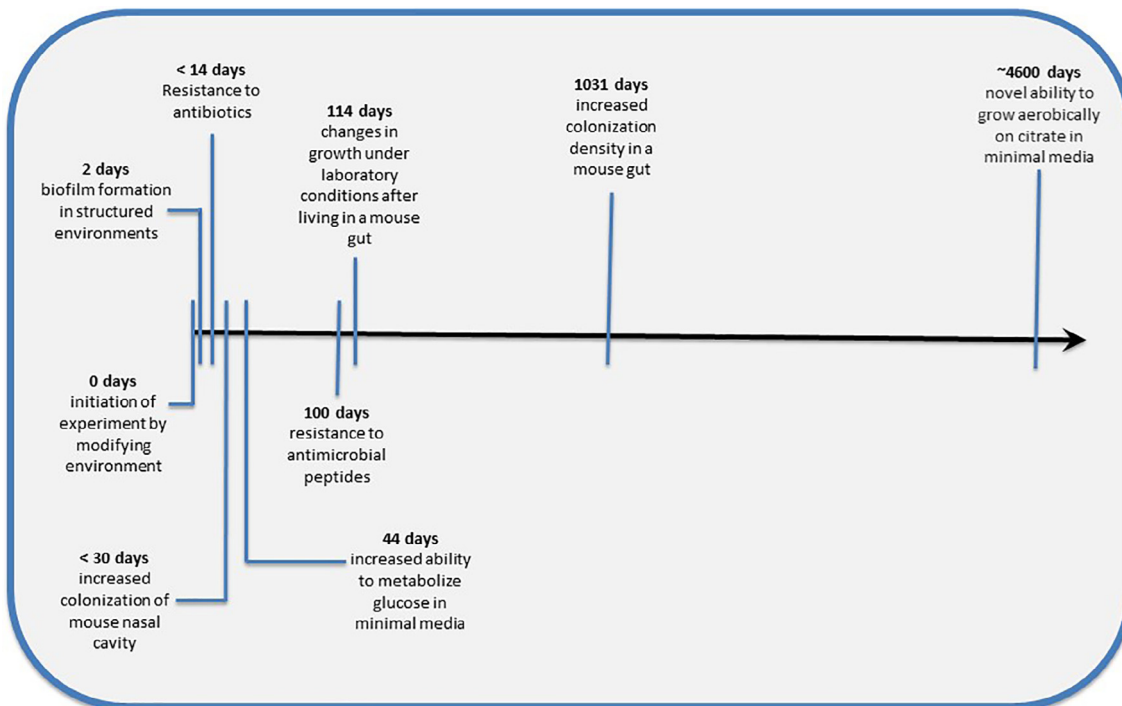 < 14 days
Resistance to
antibiotics
2 days
biofilm formation
in structured
environments
114 days
changes in
growth under
laboratory
conditions after
living in a mouse
gut
1031 days
increased
colonization
density in a
mouse gut
~4600 days
novel ability to
grow aerobically
on citrate in
minimal media
0 days
initiation of
experiment by
modifying
environment
< 30 days
increased
colonization of
mouse nasal
cavity
44 days
increased ability
to metabolize
glucose in
minimal media
100 days
resistance to
antimicrobial
peptides